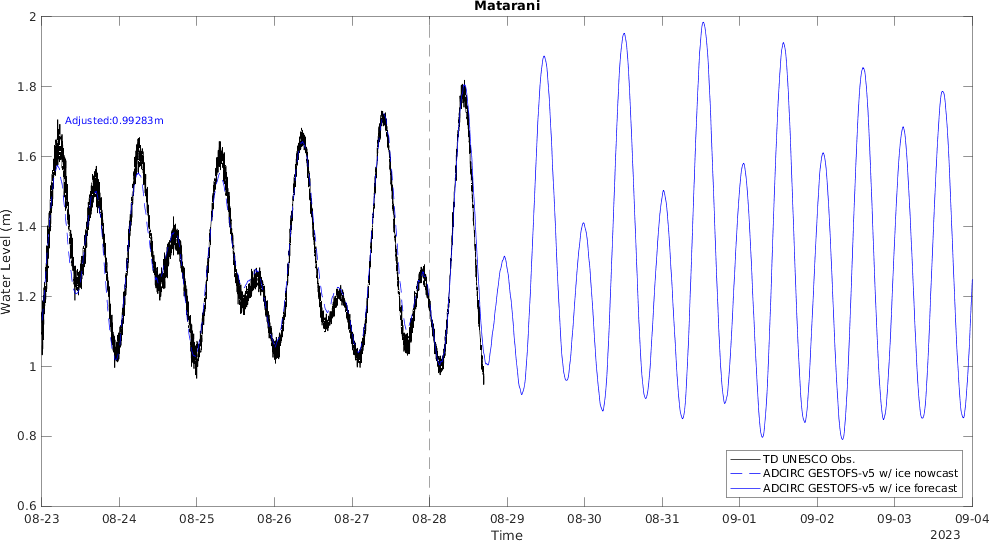 Matarani
Water Level (m)
2
1.8
1.6
1.4
1.2
1
0.8
0.6
Adjusted:0.99283m
TD UNESCO Obs.
ADCIRC GESTOFS-v5 w/ ice nowcast
ADCIRC GESTOFS-v5 w/ ice forecast
08-23 08-24 08-25 08-26 08-27 08-28 08-29 08-30 08-31 09-01 09-02 09-03 09-04
Time
2023